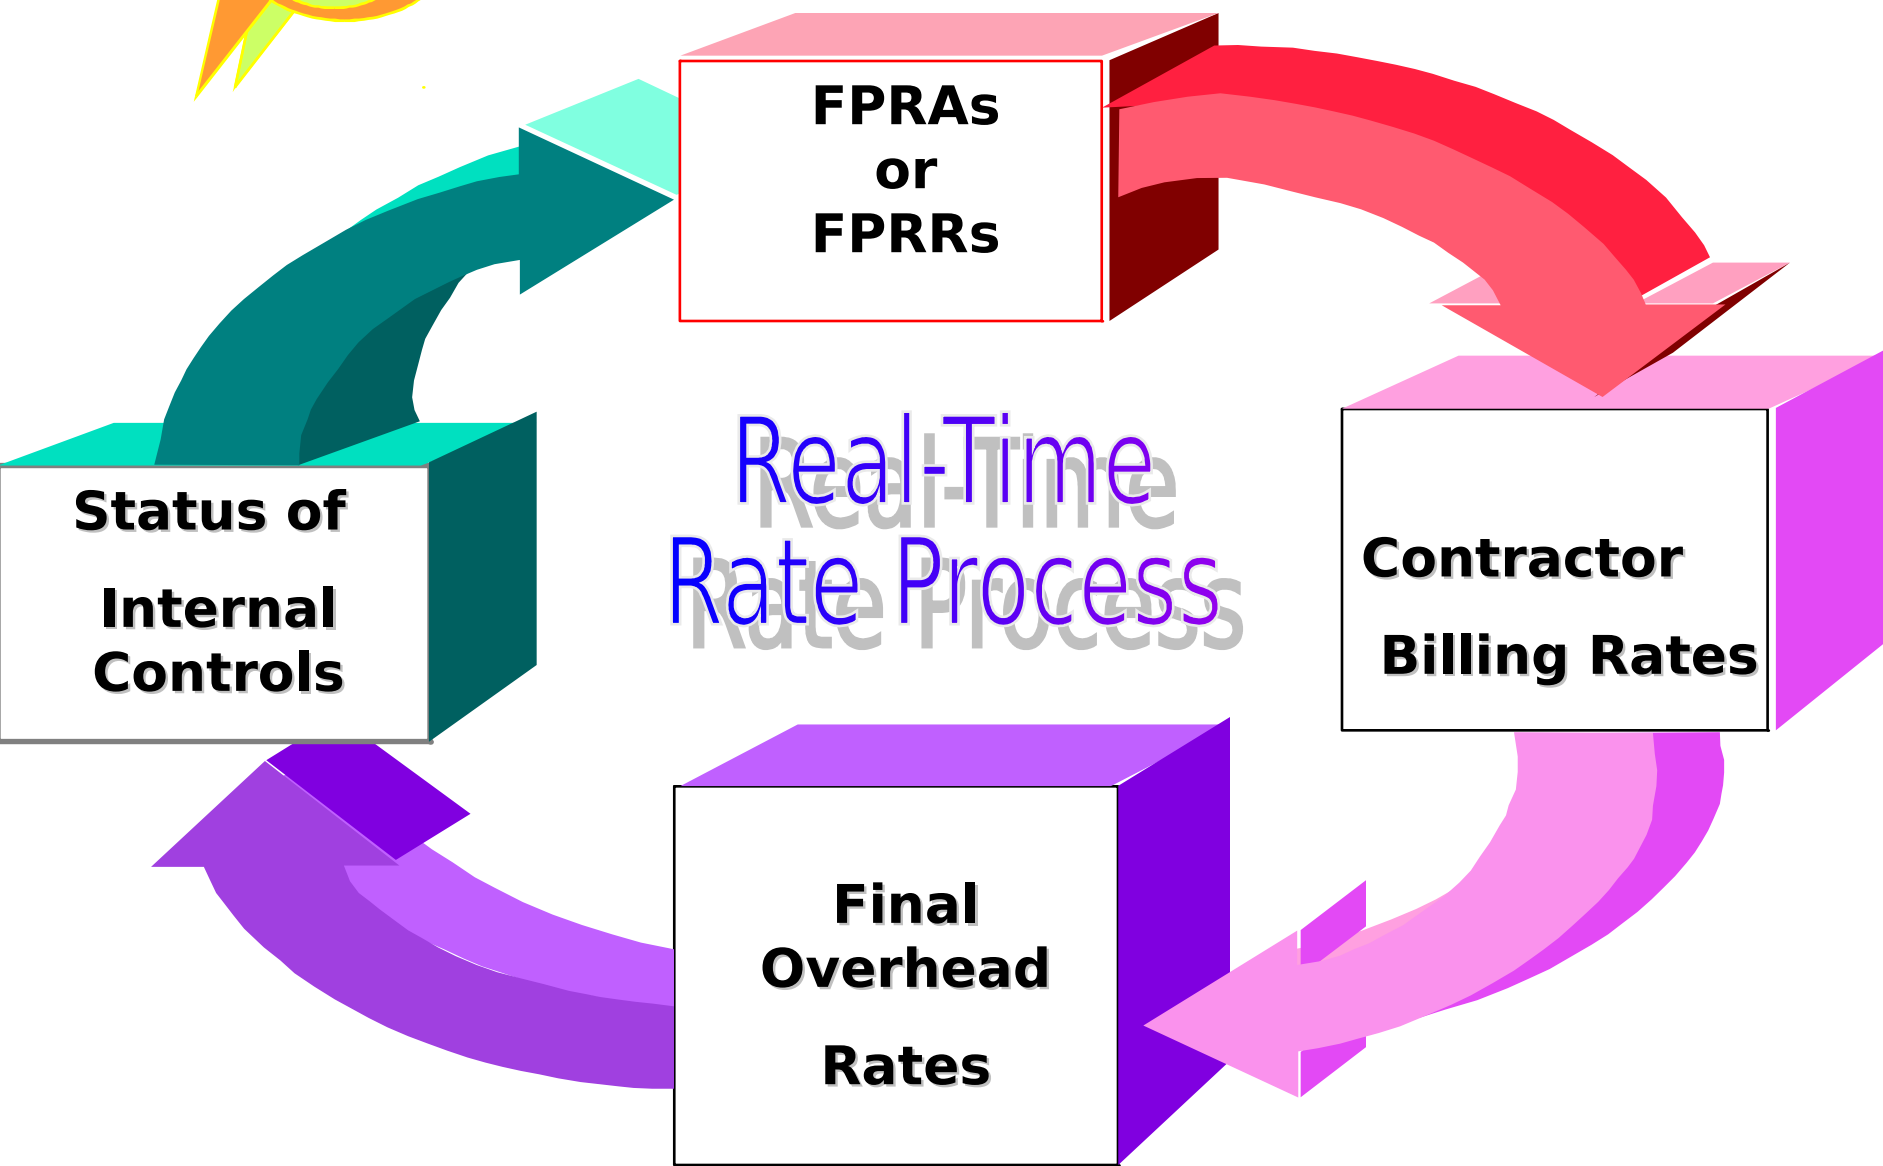 FPRAs
or
FPRRs
Real-Time
Rate Process
Status of
Internal
Controls
Contractor
Billing Rates
Final
Overhead
Rates